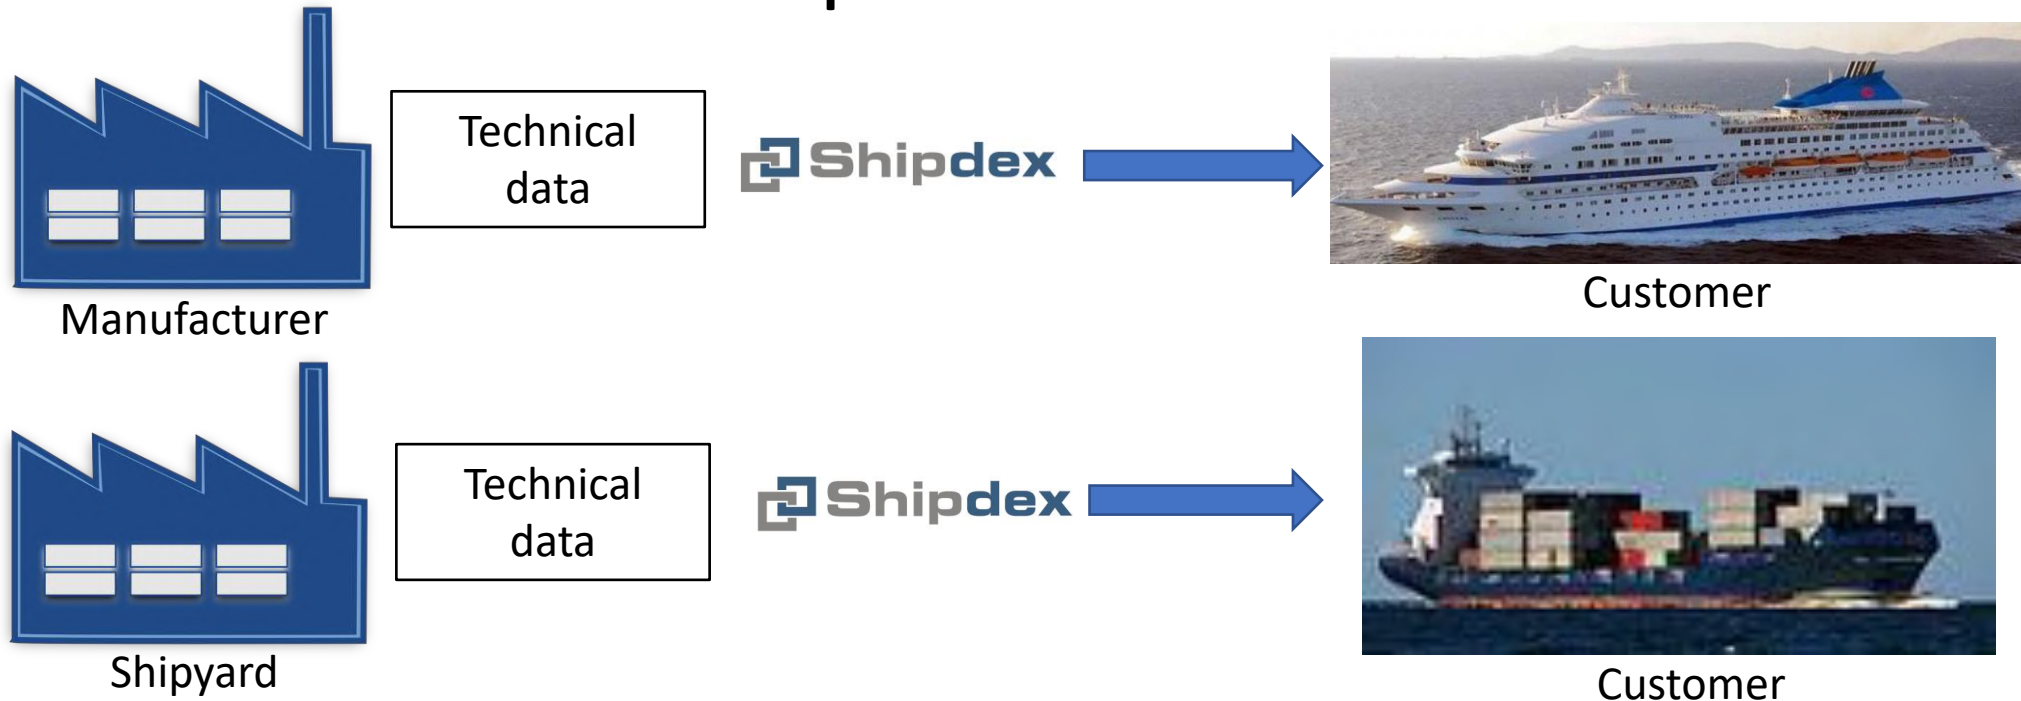 Technical
data
Shipdex
Customer
Manufacturer
Technical
data
Shipdex
Shipyard
Customer